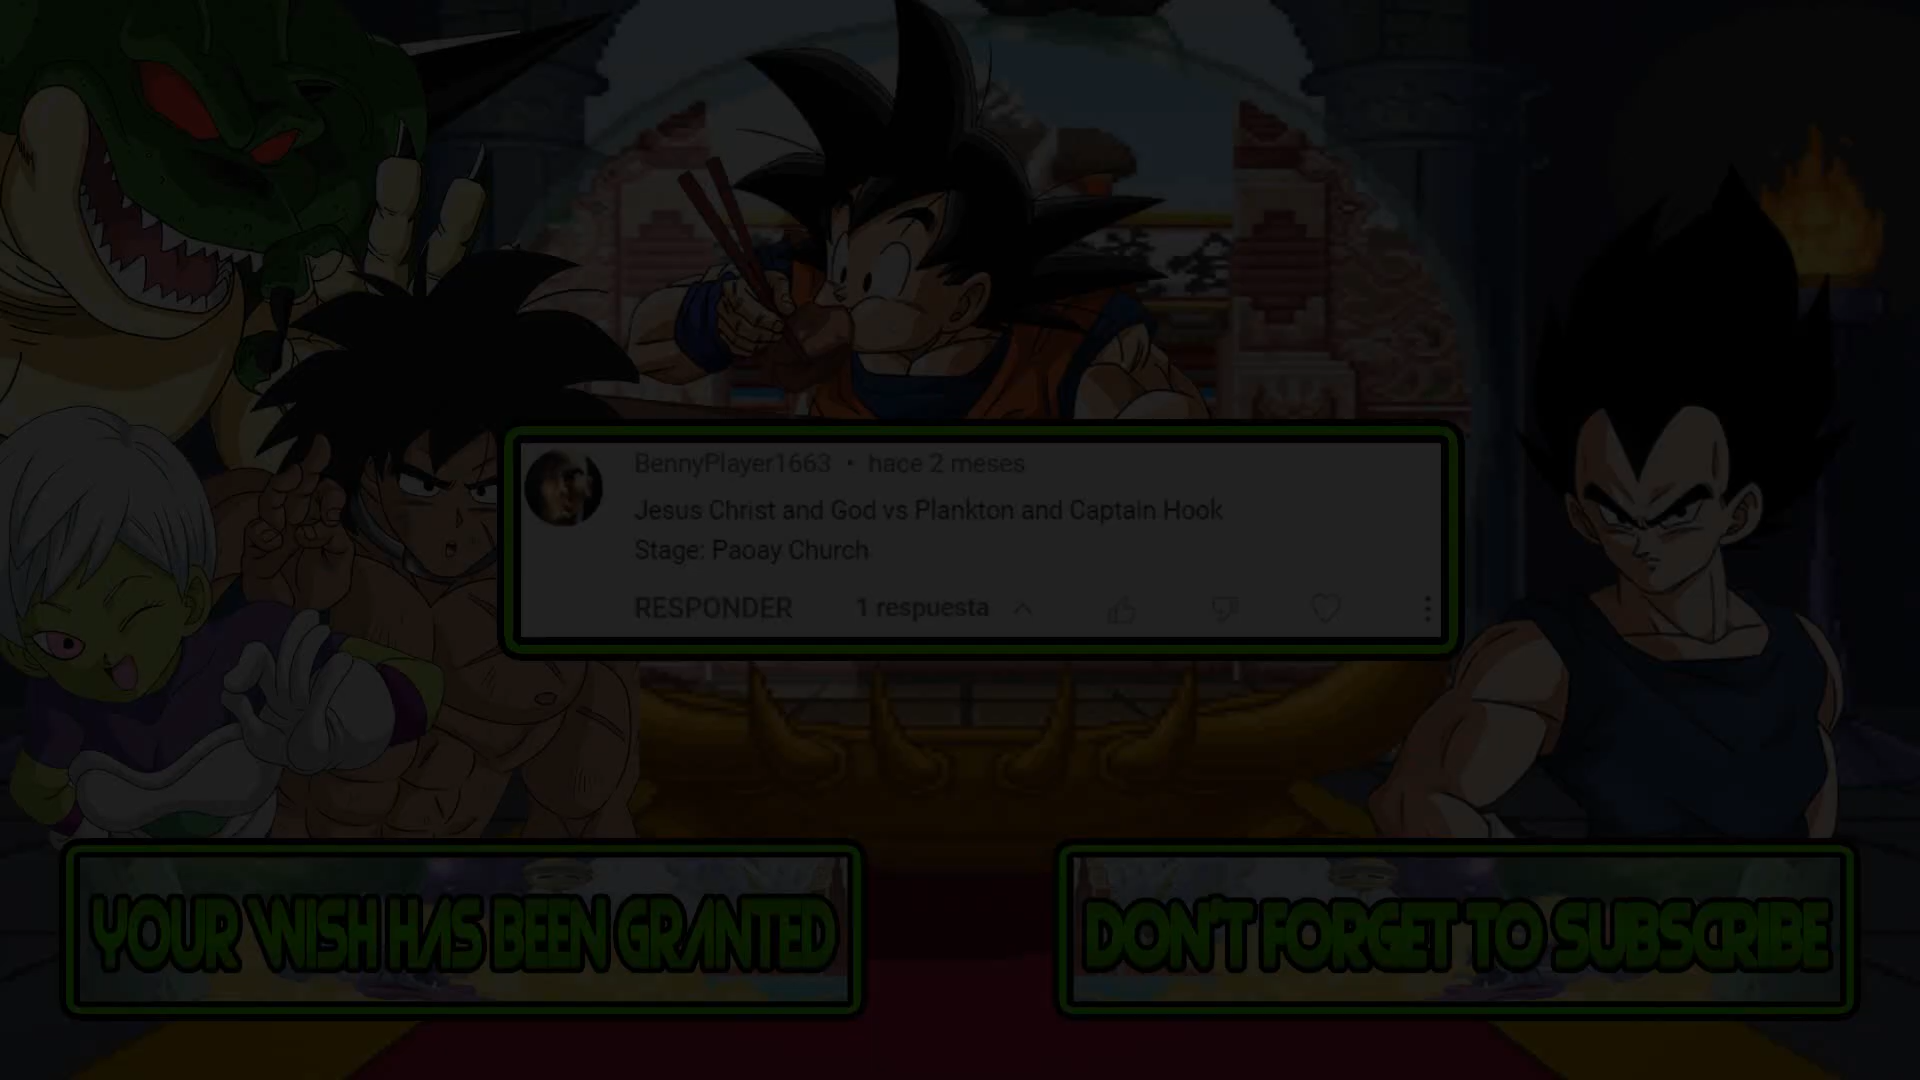 BennyPlayer1663 · hace 2 meses
Jesus Christ and God vs Plankton and Captain Hook
Stage: Paoay Church
RESPONDER 1 respuesta
YOUR WISH HAS BEEN GRANTED
DON'T FORGET TO SUBSCRIBE